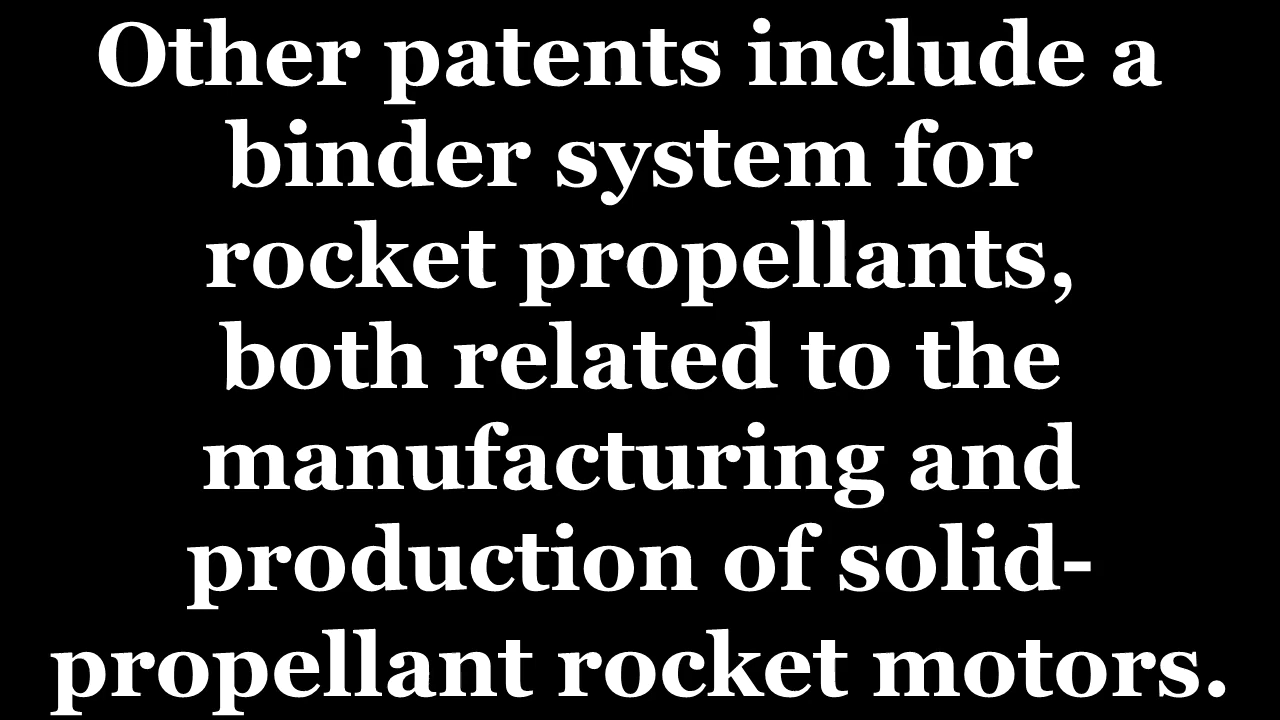 Other patents include a
binder system for
rocket propellants,
both related to the
manufacturing and
production of solid-
propellant rocket motors.